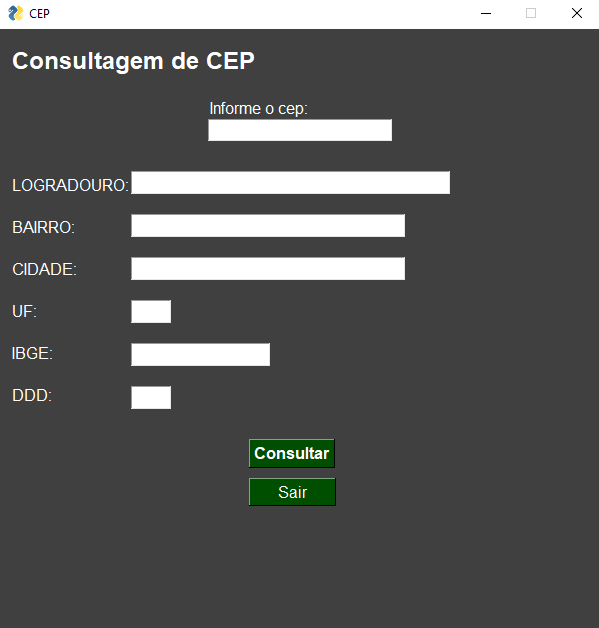 CEP
Consultagem de CEP
Informe o cep:
LOGRADOURO:
BAIRRO:
CIDADE:
UF:
IBGE:
DDD:
Consultar
Sair